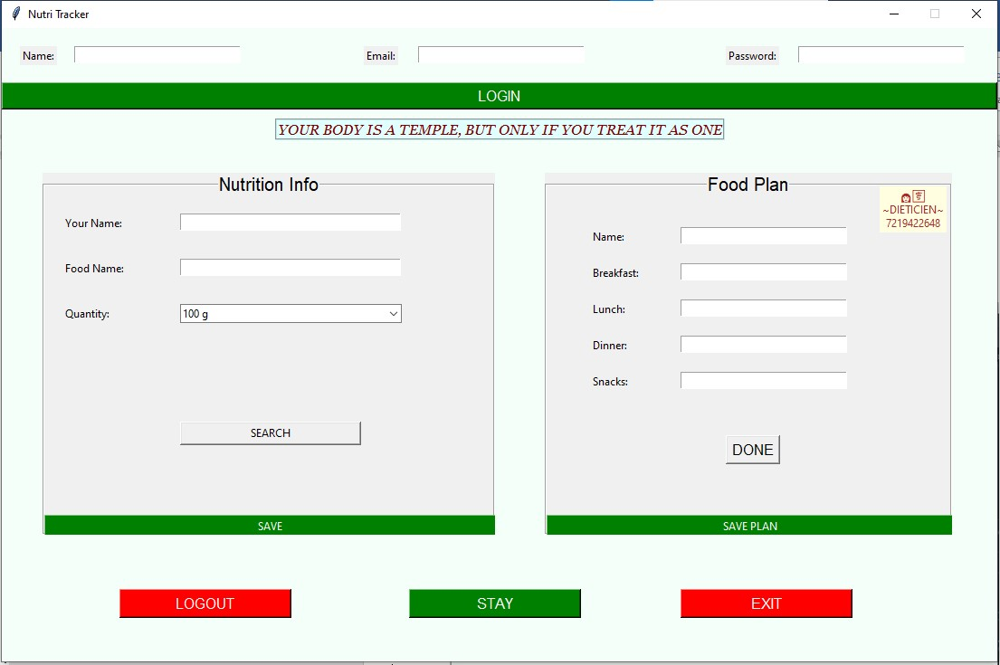 Nutri Tracker
Name:
Email:
Password:
LOGIN
YOUR BODY IS A TEMPLE, BUT ONLY IF YOU TREAT IT AS ONE
Nutrition Info
Your Name:
Food Name:
Quantity:
100 g
SEARCH
SAVE
Food Plan
~DIETICIEN~
7219422648
Name:
Breakfast:
Lunch:
Dinner:
Snacks:
DONE
SAVE PLAN
LOGOUT
STAY
EXIT